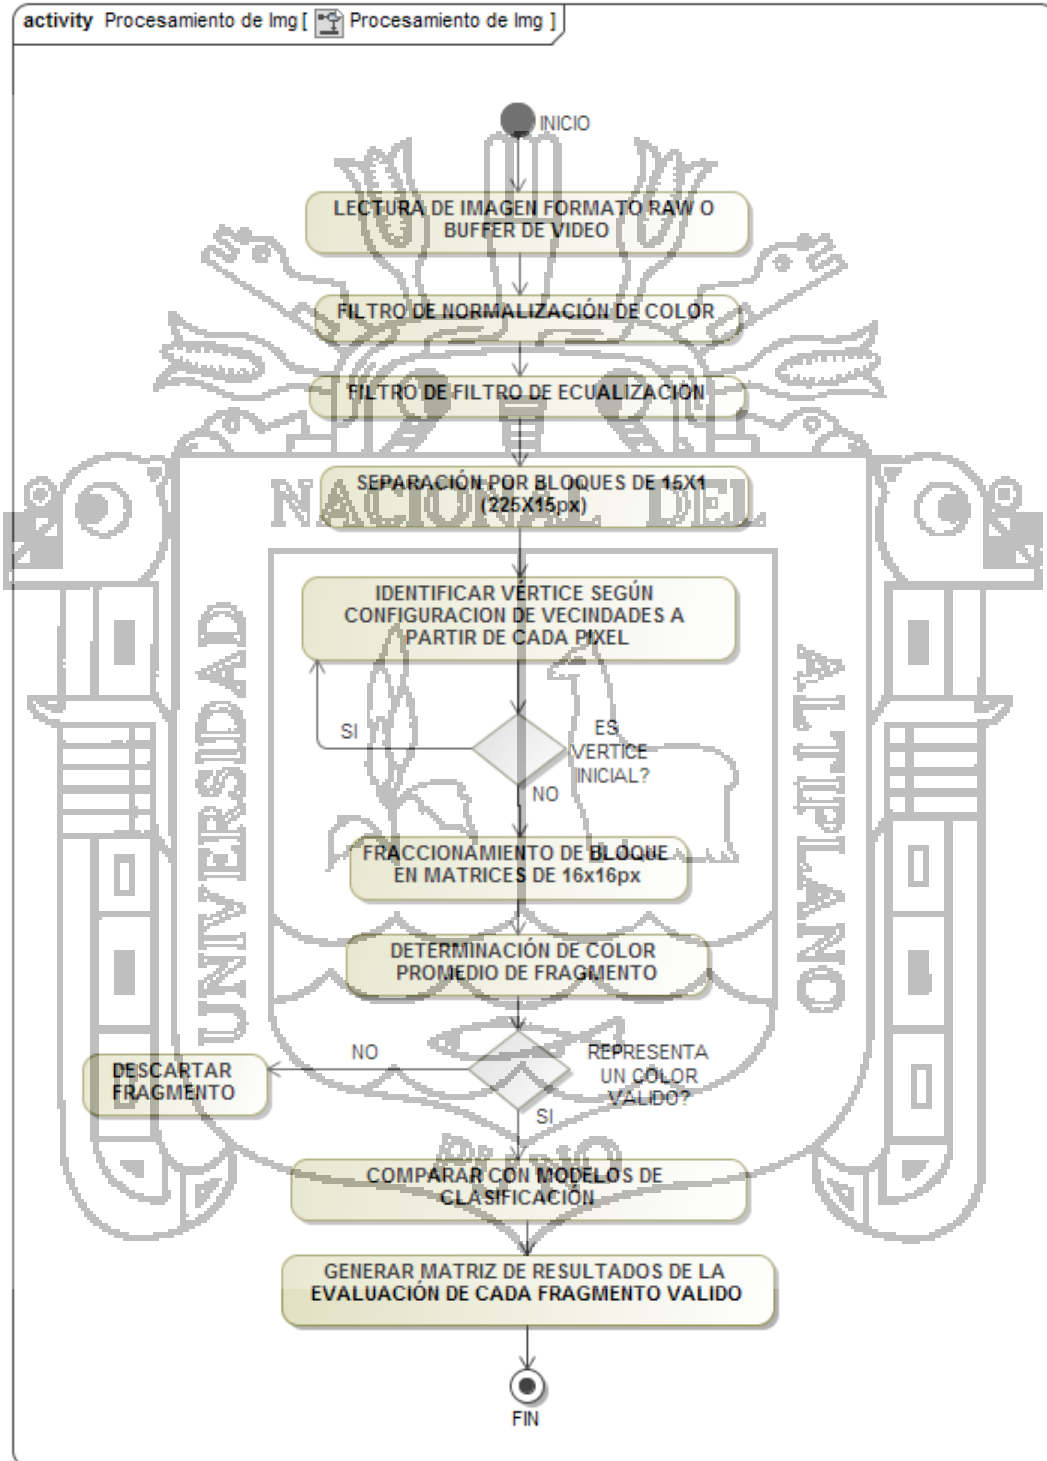 activity Procesamiento de Img [ Procesamiento de Img ]
INICIO
LECTURA DE IMAGEN FORMATO RAW O
BUFFER DE VIDEO
FILTRO DE NORMALIZACIÓN DE COLOR
FILTRO DE FILTRO DE ECUALIZACIÓN
SEPARACIÓN POR BLOQUES DE 15X1
(225X15px)
IDENTIFICAR VÉRTICE SEGÚN
CONFIGURACION DE VECINDADES A
PARTIR DE CADA PIXEL
SI
ES
VERTICE
INICIAL?
NO
FRACCIONAMIENTO DE BLOQUE
EN MATRICES DE 16x16px
DETERMINACIÓN DE COLOR
PROMEDIO DE FRAGMENTO
NO
REPRESENTA
UN COLOR
VÁLIDO?
DESCARTAR
FRAGMENTO
SI
COMPARAR CON MODELOS DE
CLASIFICACIÓN
GENERAR MATRIZ DE RESULTADOS DE LA
EVALUACIÓN DE CADA FRAGMENTO VALIDO
FIN
UNIVERSIDAD
NACIONAL DEL
ALTIPLANO
PUNO